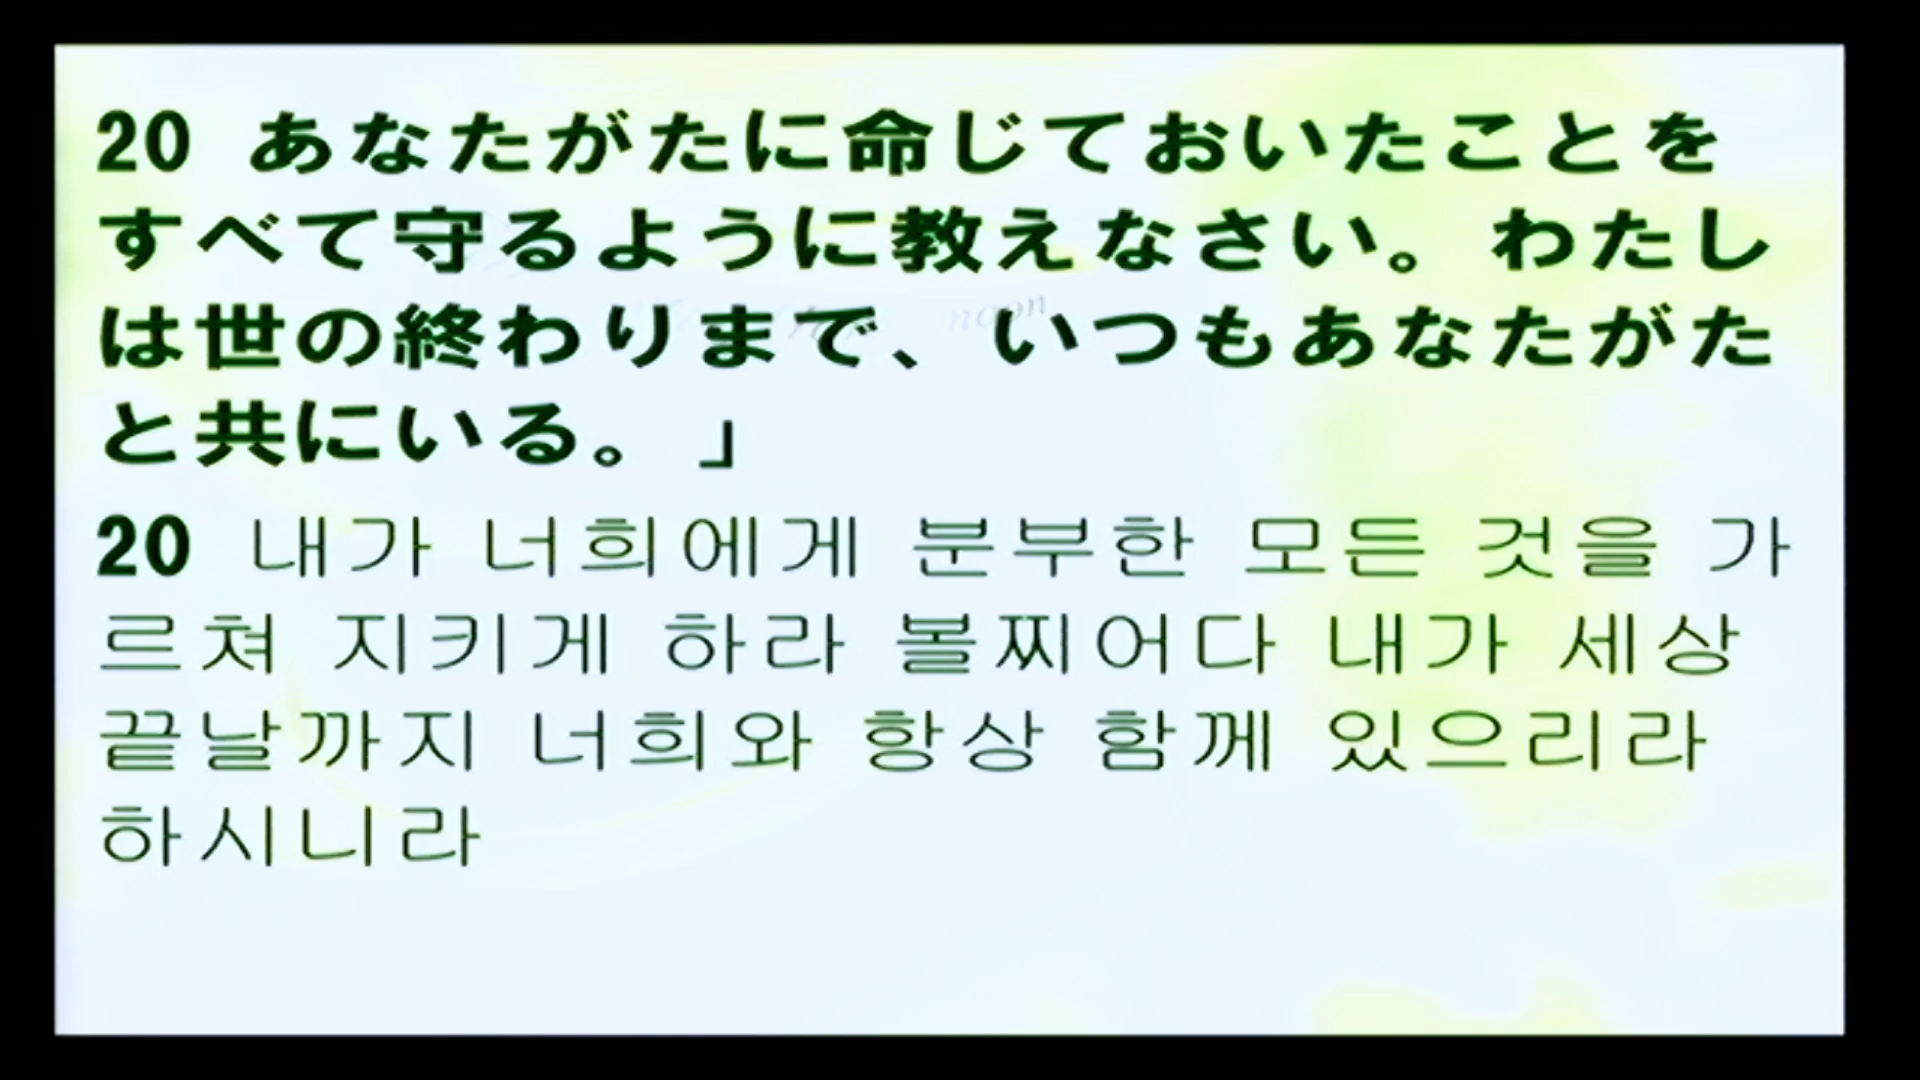 20 あなたがたに命じておいたことを
すべて守るように教えなさい。わたし
は世の終わりまで、いつもあなたがた
と共にいる。」
20 내가 너희에게 분부한 모든 것을 가
르쳐 지키게 하라 볼찌어다 내가 세상
끝날까지 너희와 항상 함께 있으리라
하시니라
noon